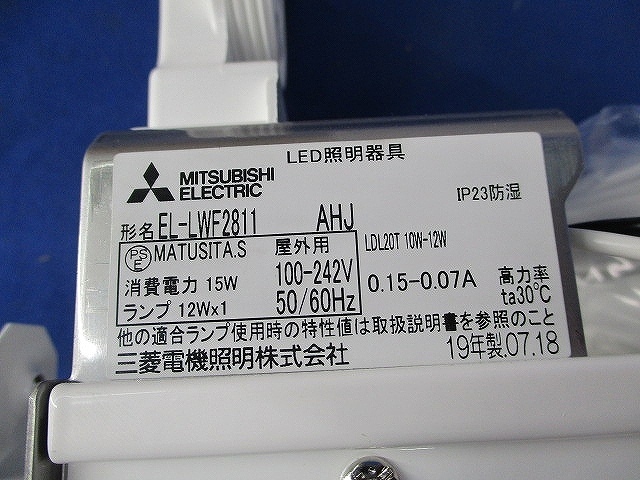 LED照明器具
MITSUBISHI
ELECTRIC
IP23防湿
形名 EL-LWF2811 AHJ
PS
E
MATUSITA.S 屋外用
LDL20T 10W-12W
消費電力 15W 100-242V 0.15-0.07A 高力率
ランプ 12W×1 50/60Hz ta30℃
他の適合ランプ使用時の特性値は取扱説明書を参照のこと
三菱電機照明株式会社 19年製.07.18